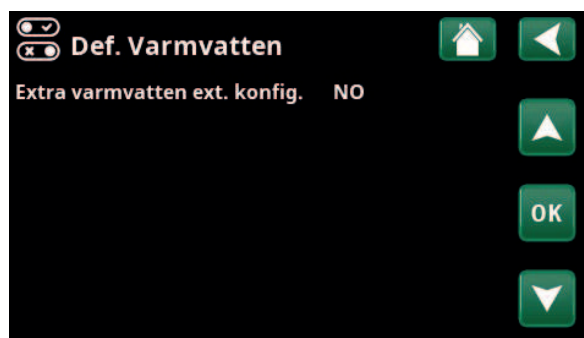 Def. Varmvatten
Extra varmvatten ext. konfig. NO
OK